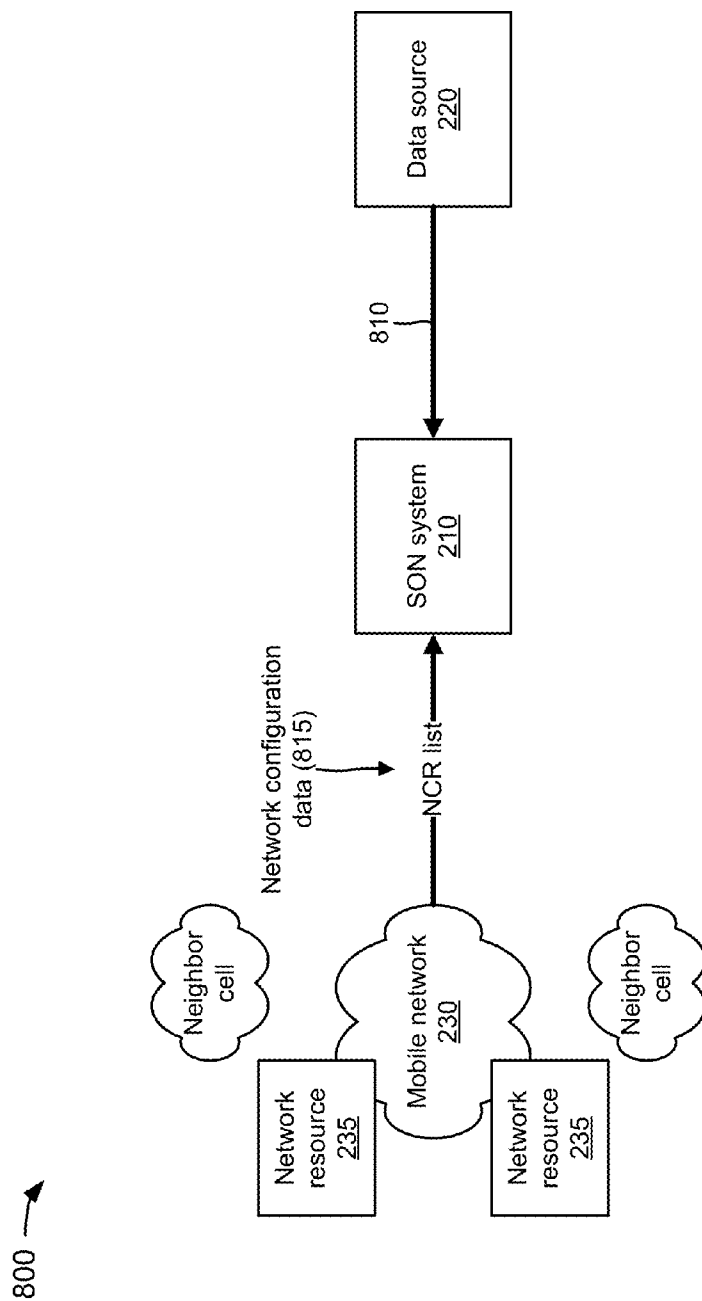 800
Neighbor
cell
Network
resource
235
Mobile network
230
Network
resource
235
Neighbor
cell
Network configuration
data (815)
NCR list
SON system
210
810
Data source
220